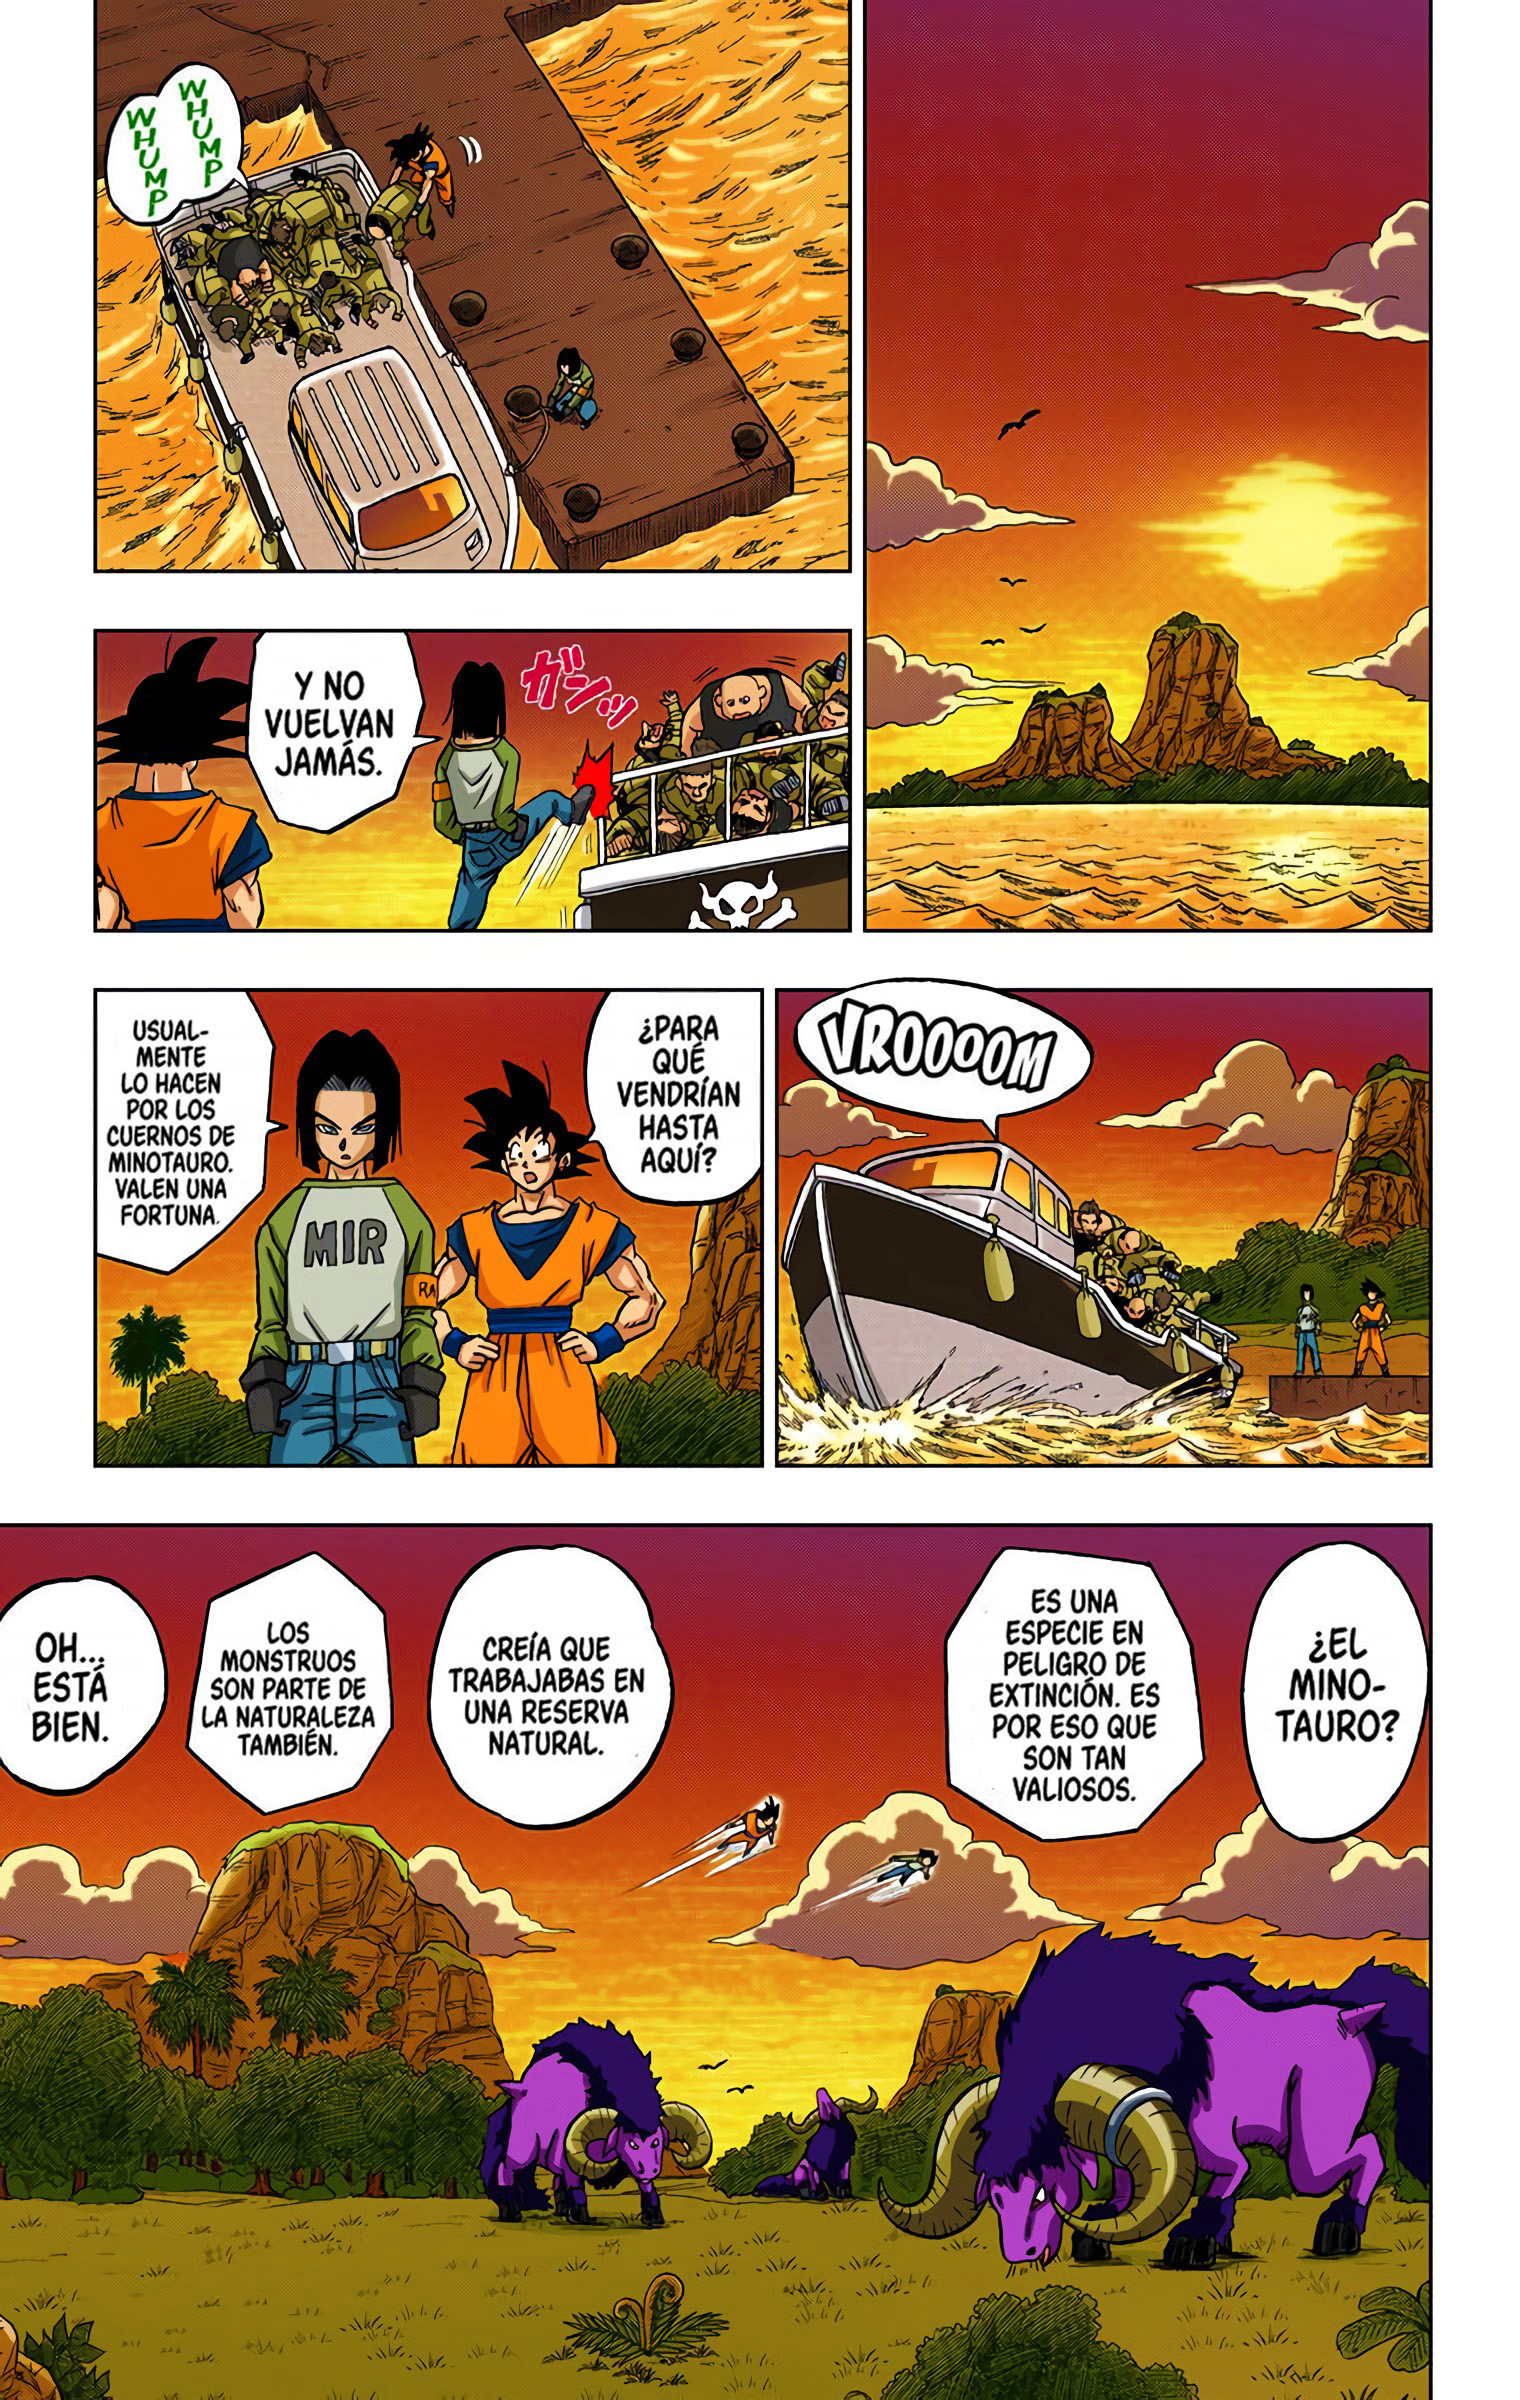 WHUMP
WHUMP
Y NO
VUELVAN
JAMÁS.
ガンッ
VROOOOM
¿PARA
QUÉ
VENDRÍAN
HASTA
AQUÍ?
USUAL-
MENTE
LO HACEN
POR LOS
CUERNOS DE
MINOTAURO.
VALEN UNA
FORTUNA.
MIR
RA
¿EL
MINO-
TAURO?
ES UNA
ESPECIE EN
PELIGRO DE
EXTINCIÓN. ES
POR ESO QUE
SON TAN
VALIOSOS.
CREÍA QUE
TRABAJABAS EN
UNA RESERVA
NATURAL.
LOS
MONSTRUOS
SON PARTE DE
LA NATURALEZA
TAMBIÉN.
OH...
ESTÁ
BIEN.